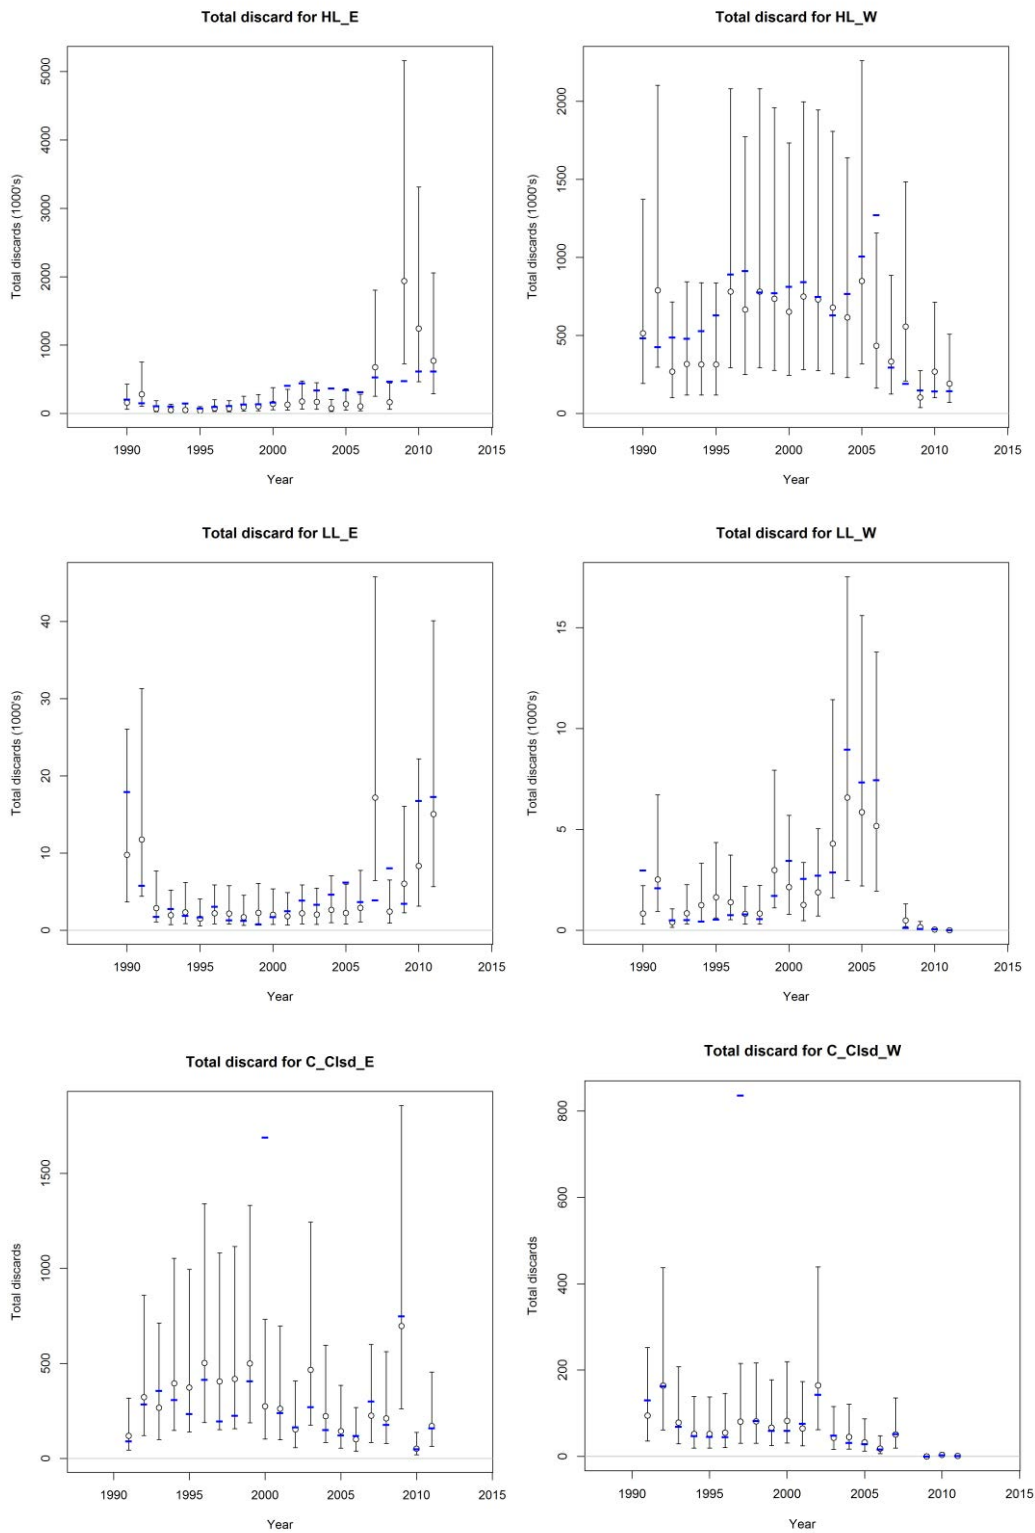 Total discard for HL_E
Total discards (1000's)
5000
4000
3000
2000
1000
0
1990 1995 2000 2005 2010 2015
Year
Total discard for HL_W
Total discards (1000's)
2000
1500
1000
500
0
1990 1995 2000 2005 2010 2015
Year
Total discard for LL_E
Total discards (1000's)
40
30
20
10
0
1990 1995 2000 2005 2010 2015
Year
Total discard for LL_W
Total discards (1000's)
15
10
5
0
1990 1995 2000 2005 2010 2015
Year
Total discard for C_Clsd_E
Total discards
1500
1000
500
0
1990 1995 2000 2005 2010 2015
Year
Total discard for C_Clsd_W
Total discards
800
600
400
200
0
1990 1995 2000 2005 2010 2015
Year